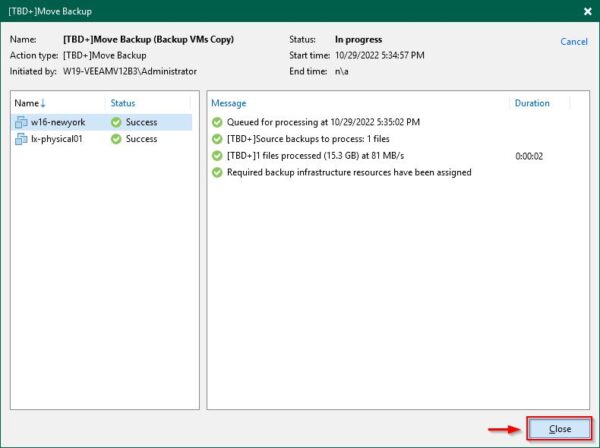 [TBD+]Move Backup
Name: [TBD+]Move Backup (Backup VMs Copy) Status: In progress Cancel
Action type: [TBD+]Move Backup Start time: 10/29/2022 5:34:57 PM
Initiated by: W19-VEEAMV12B3\Administrator End time: n\a
Name Status Message Duration
w16-newyork Success Queued for processing at 10/29/2022 5:35:02 PM
lx-physical01 Success [TBD+]Source backups to process: 1 files
[TBD+]1 files processed (15.3 GB) at 81 MB/s 0:00:02
Required backup infrastructure resources have been assigned
Close